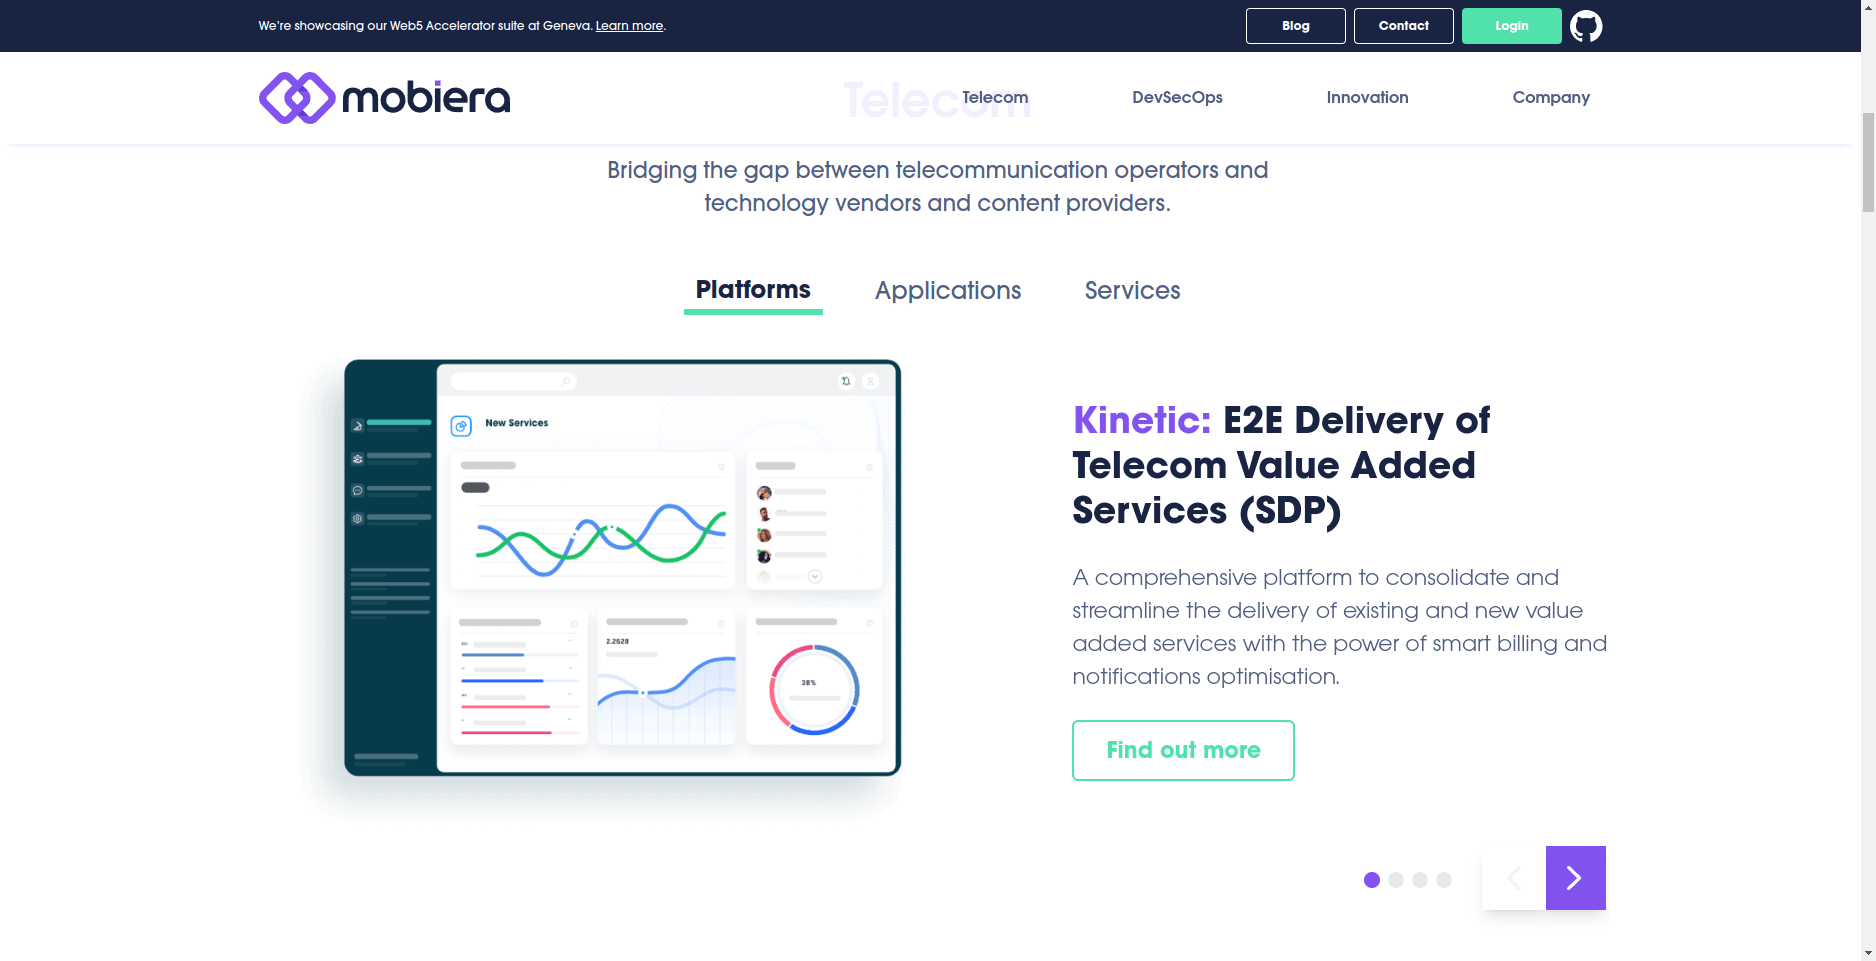 We're showcasing our Web5 Accelerator suite at Geneva. Learn more.
Blog
Contact
Login
mobiera
Telecom
Telecom
DevSecOps
Innovation
Company
Bridging the gap between telecommunication operators and
technology vendors and content providers.
Platforms
Applications
Services
New Services
2.2628
38%
Kinetic: E2E Delivery of
Telecom Value Added
Services (SDP)
A comprehensive platform to consolidate and
streamline the delivery of existing and new value
added services with the power of smart billing and
notifications optimisation.
Find out more